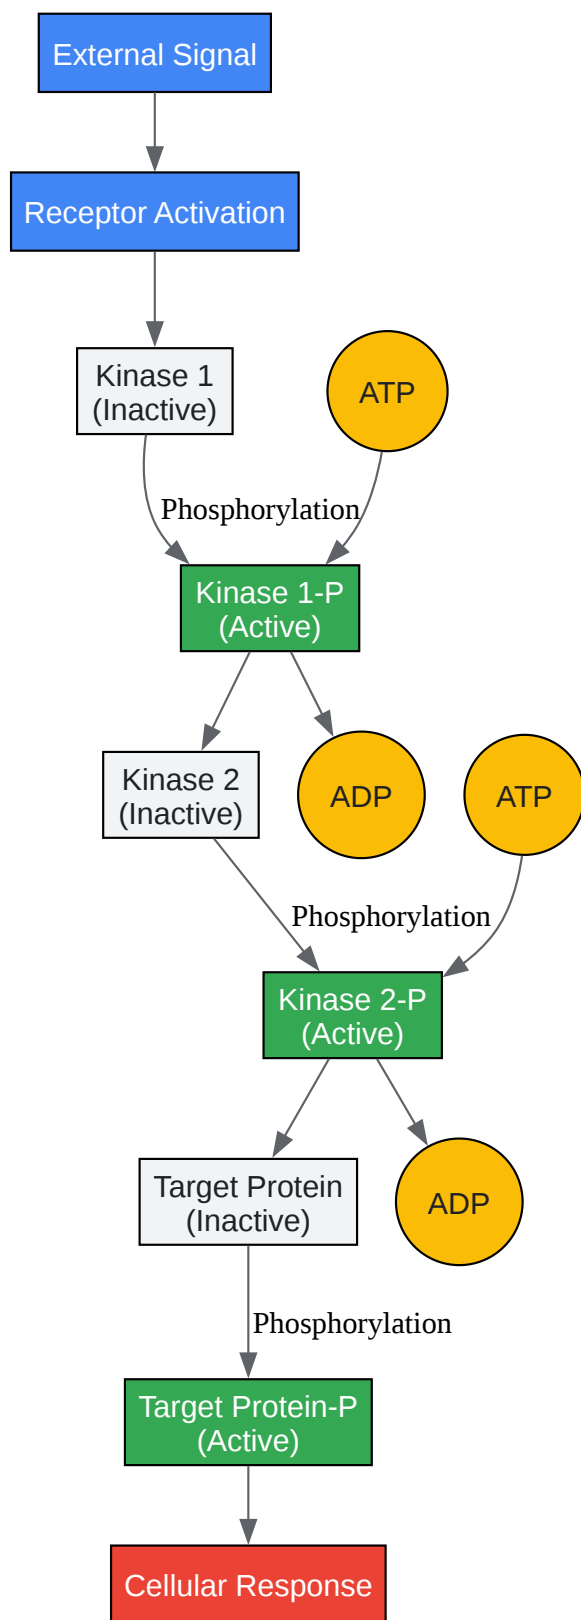 External Signal
Receptor Activation
Kinase 1
(Inactive)
ATP
Phosphorylation
Kinase 1-P
(Active)
Kinase 2
(Inactive)
ADP
ATP
Phosphorylation
Kinase 2-P
(Active)
Target Protein
(Inactive)
ADP
Phosphorylation
Target Protein-P
(Active)
Cellular Response